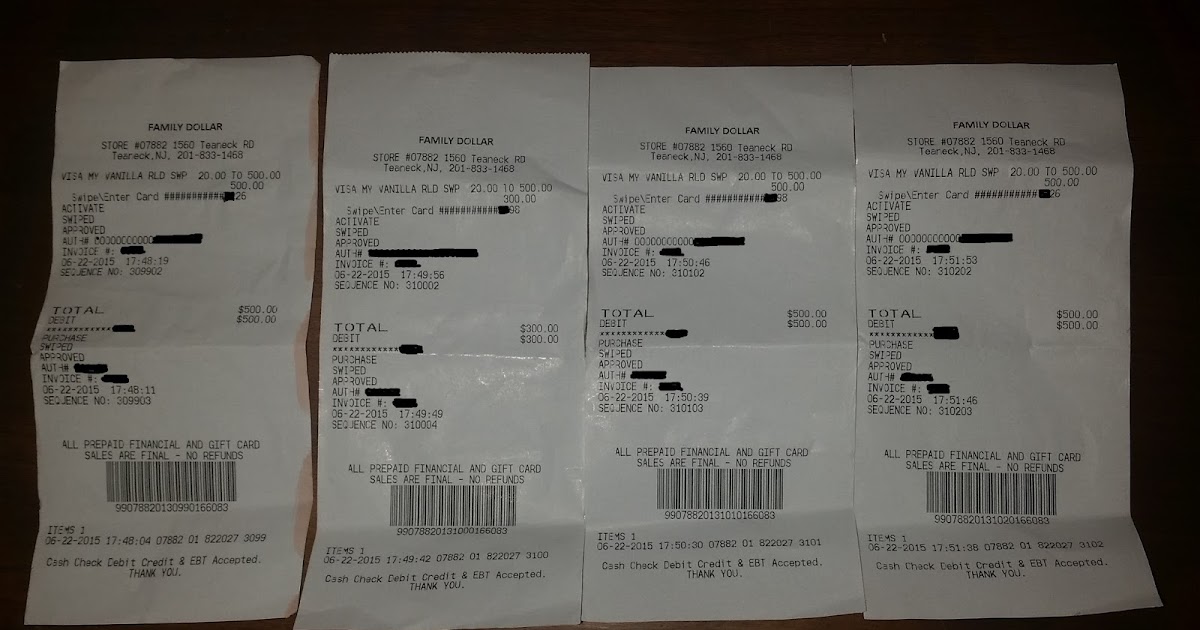 FAMILY DOLLAR
STORE #07882 1560 Teaneck RD
Teaneck,NJ, 201-833-1468
VISA MY VANILLA RLD SWP 20.00 TO 500.00
500.00
Swipe\Enter Card ########### 26
ACTIVATE
SWIPED
APPROVED
AUTH# 00000000000
INVOICE #:
06-22-2015 17:48:19
SEQUENCE NO: 309902
TOTAL $500.00
DEBIT $500.00
************
PURCHASE
SWIPED
APPROVED
AUTH#
INVOICE #:
06-22-2015 17:48:11
SEQUENCE NO: 309903
ALL PREPAID FINANCIAL AND GIFT CARD
SALES ARE FINAL - NO REFUNDS
99078820130990166083
ITEMS 1
06-22-2015 17:48:04 07882 01 822027 3099
Cash Check Debit Credit & EBT Accepted.
THANK YOU.
FAMILY DOLLAR
STORE #07882 1560 Teaneck RD
Teaneck,NJ, 201-833-1468
VISA MY VANILLA RLD SWP 20.00 TO 500.00
300.00
Swipe\Enter Card ########### 98
ACTIVATE
SWIPED
APPROVED
AUTH#
INVOICE #:
06-22-2015 17:49:56
SEQUENCE NO: 310002
TOTAL $300.00
DEBIT $300.00
************
PURCHASE
SWIPED
APPROVED
AUTH#
INVOICE #:
06-22-2015 17:49:49
SEQUENCE NO: 310004
ALL PREPAID FINANCIAL AND GIFT CARD
SALES ARE FINAL - NO REFUNDS
99078820131000166083
ITEMS 1
06-22-2015 17:49:42 07882 01 822027 3100
Cash Check Debit Credit & EBT Accepted.
THANK YOU.
FAMILY DOLLAR
STORE #07882 1560 Teaneck RD
Teaneck,NJ, 201-833-1468
VISA MY VANILLA RLD SWP 20.00 TO 500.00
500.00
Swipe\Enter Card ########### 98
ACTIVATE
SWIPED
APPROVED
AUTH# 00000000000
INVOICE #:
06-22-2015 17:50:46
SEQUENCE NO: 310102
TOTAL $500.00
DEBIT $500.00
************
PURCHASE
SWIPED
APPROVED
AUTH#
INVOICE #:
06-22-2015 17:50:39
SEQUENCE NO: 310103
ALL PREPAID FINANCIAL AND GIFT CARD
SALES ARE FINAL - NO REFUNDS
99078820131010166083
ITEMS 1
06-22-2015 17:50:30 07882 01 822027 3101
Cash Check Debit Credit & EBT Accepted.
THANK YOU.
FAMILY DOLLAR
STORE #07882 1560 Teaneck RD
Teaneck,NJ, 201-833-1468
VISA MY VANILLA RLD SWP 20.00 TO 500.00
500.00
Swipe\Enter Card ########### 26
ACTIVATE
SWIPED
APPROVED
AUTH# 00000000000
INVOICE #:
06-22-2015 17:51:53
SEQUENCE NO: 310202
TOTAL $500.00
DEBIT $500.00
************
PURCHASE
SWIPED
APPROVED
AUTH#
INVOICE #:
06-22-2015 17:51:46
SEQUENCE NO: 310203
ALL PREPAID FINANCIAL AND GIFT CARD
SALES ARE FINAL - NO REFUNDS
99078820131020166083
ITEMS 1
06-22-2015 17:51:38 07882 01 822027 3102
Cash Check Debit Credit & EBT Accepted.
THANK YOU.